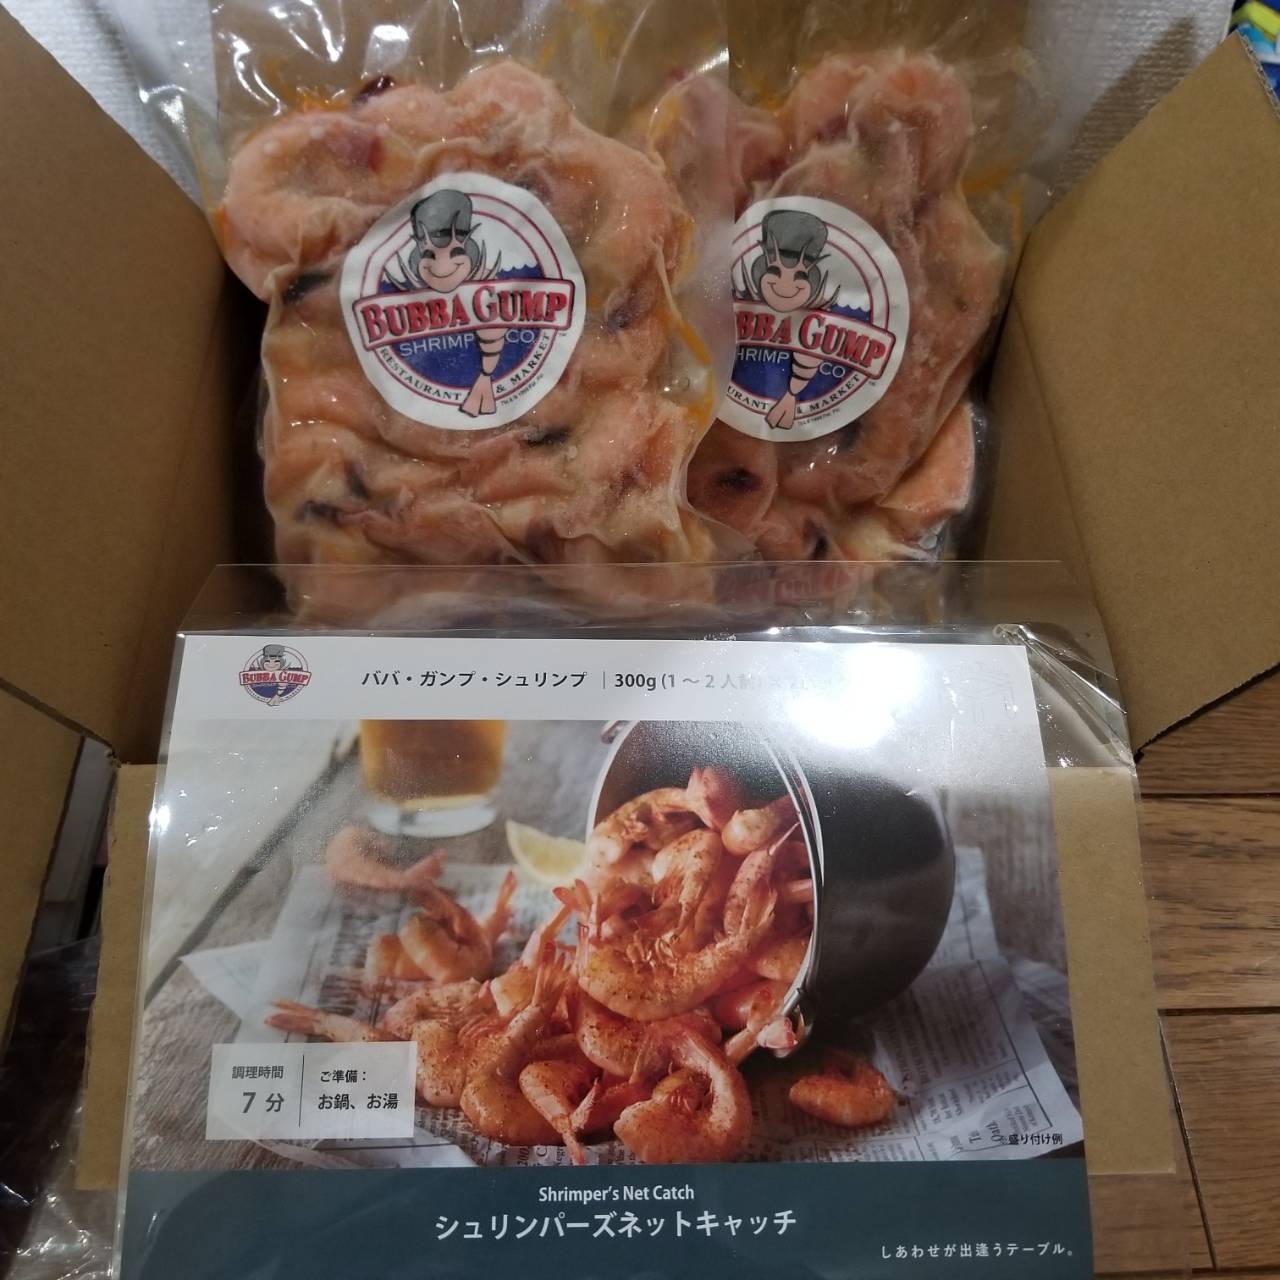 BUBBA GUMP
SHRIMP CO.
RESTAURANT & MARKET
BBA GUMP
HRIMP CO
URANT & MARKET
BUBBA GUMP
ババ・ガンプ・シュリンプ | 300g (1 ～ 2 人前)
調理時間
7 分
ご準備：
お鍋、お湯
盛り付け例
Shrimper's Net Catch
シュリンパーズネットキャッチ
しあわせが出逢うテーブル。